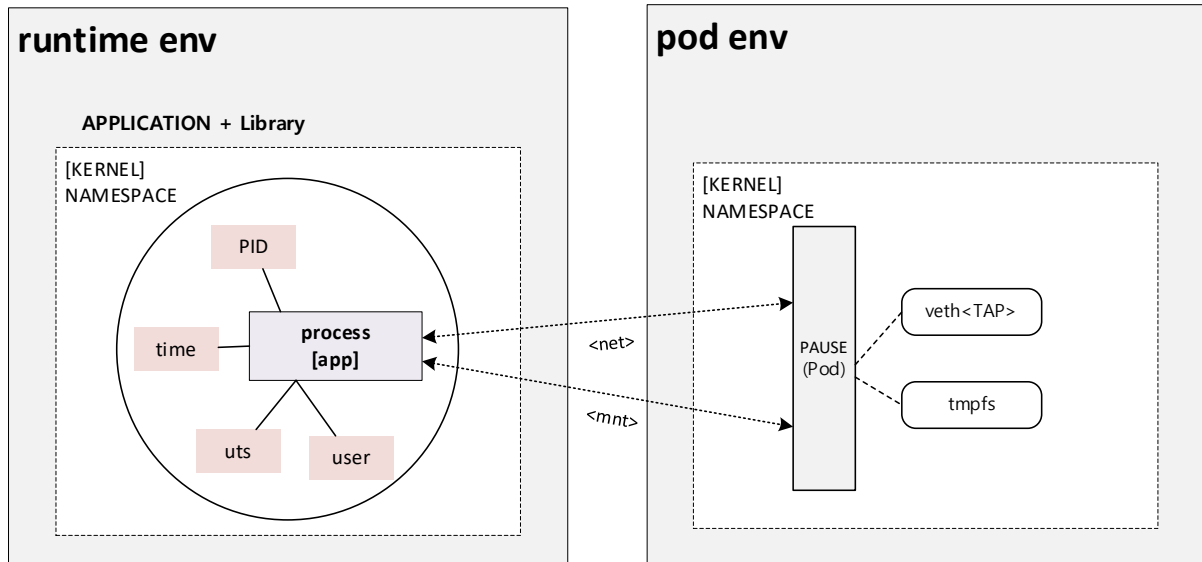 runtime env
APPLICATION + Library
[KERNEL]
NAMESPACE
PID
time
process
[app]
uts
user
<net>
<mnt>
pod env
[KERNEL]
NAMESPACE
PAUSE
(Pod)
veth<TAP>
tmpfs